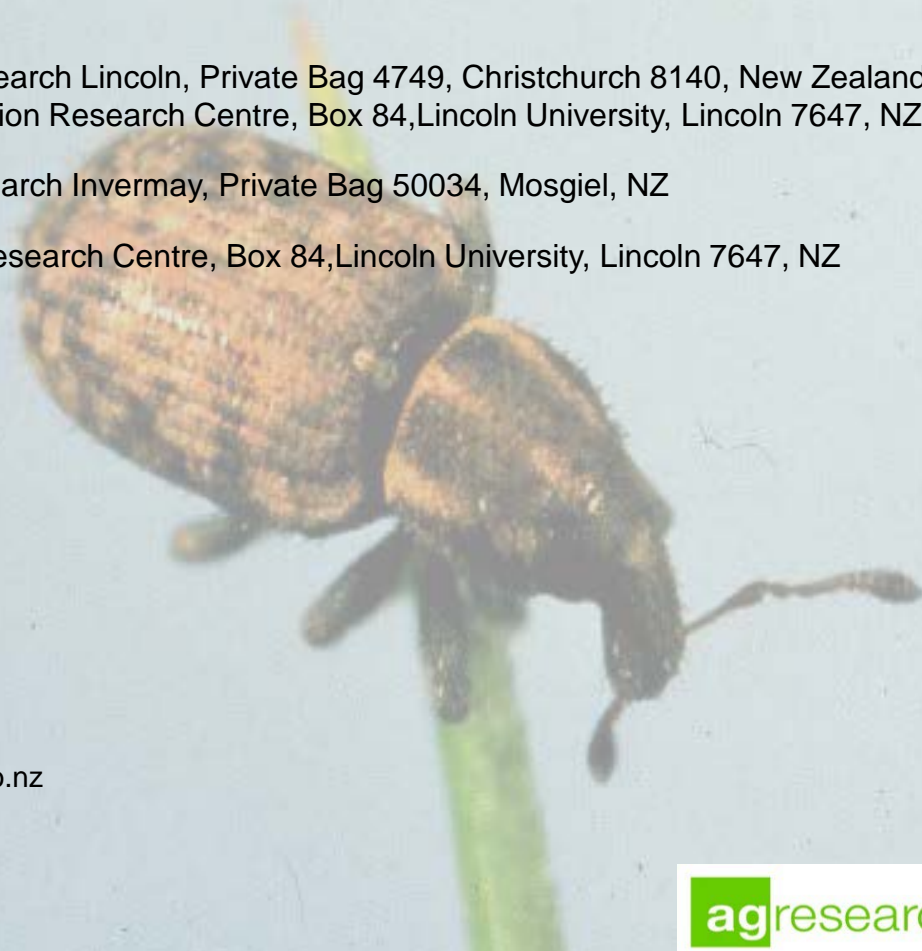 earch Lincoln, Private Bag 4749, Christchurch 8140, New Zealand
ion Research Centre, Box 84,Lincoln University, Lincoln 7647, NZ
arch Invermay, Private Bag 50034, Mosgiel, NZ
esearch Centre, Box 84,Lincoln University, Lincoln 7647, NZ
o.nz
agresearc